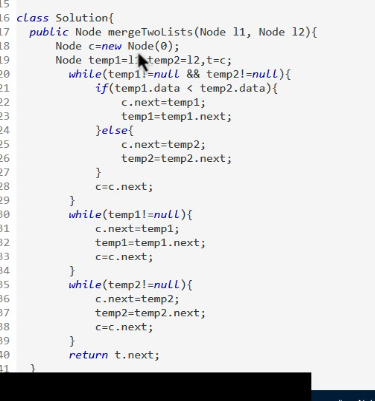 15
16 class Solution{
17 public Node mergeTwoLists(Node l1, Node l2){
18 Node c=new Node(0);
19 Node temp1=l1,temp2=l2,t=c;
20 while(temp1!=null && temp2!=null){
21 if(temp1.data < temp2.data){
22 c.next=temp1;
23 temp1=temp1.next;
24 }else{
25 c.next=temp2;
26 temp2=temp2.next;
27 }
28 c=c.next;
29 }
30 while(temp1!=null){
31 c.next=temp1;
32 temp1=temp1.next;
33 c=c.next;
34 }
35 while(temp2!=null){
36 c.next=temp2;
37 temp2=temp2.next;
38 c=c.next;
39 }
40 return t.next;
41 }